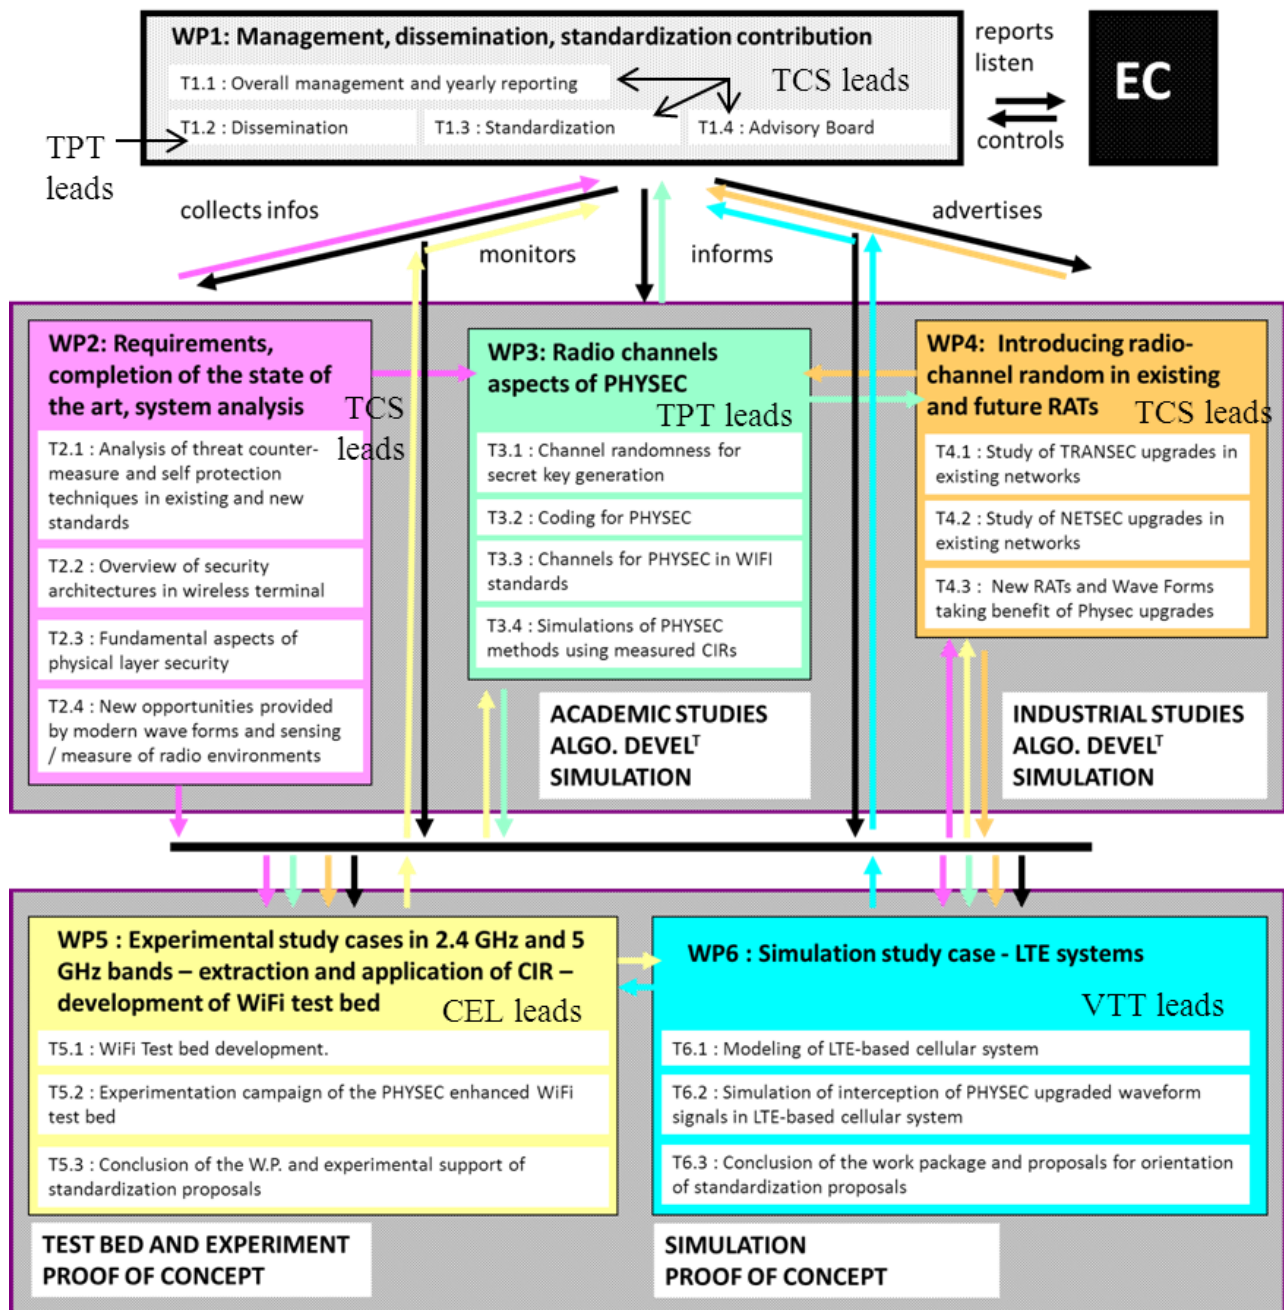 WP1: Management, dissemination, standardization contribution
T1.1 : Overall management and yearly reporting
TCS leads
T1.2 : Dissemination
T1.3 : Standardization
T1.4 : Advisory Board
TPT
leads
reports
listen
controls
EC
collects infos
monitors
informs
advertises
WP2: Requirements,
completion of the state of
the art, system analysis
TCS
leads
T2.1 : Analysis of threat counter-
measure and self protection
techniques in existing and new
standards
T2.2 : Overview of security
architectures in wireless terminal
T2.3 : Fundamental aspects of
physical layer security
T2.4 : New opportunities provided
by modern wave forms and sensing
/ measure of radio environments
WP3: Radio channels
aspects of PHYSEC
TPT leads
T3.1 : Channel randomness for
secret key generation
T3.2 : Coding for PHYSEC
T3.3 : Channels for PHYSEC in WIFI
standards
T3.4 : Simulations of PHYSEC
methods using measured CIRs
ACADEMIC STUDIES
ALGO. DEVELᵀ
SIMULATION
WP4: Introducing radio-
channel random in existing
and future RATs
TCS leads
T4.1 : Study of TRANSEC upgrades in
existing networks
T4.2 : Study of NETSEC upgrades in
existing networks
T4.3 : New RATs and Wave Forms
taking benefit of Physec upgrades
INDUSTRIAL STUDIES
ALGO. DEVELᵀ
SIMULATION
WP5 : Experimental study cases in 2.4 GHz and 5
GHz bands – extraction and application of CIR –
development of WiFi test bed
CEL leads
T5.1 : WiFi Test bed development.
T5.2 : Experimentation campaign of the PHYSEC enhanced WiFi
test bed
T5.3 : Conclusion of the W.P. and experimental support of
standardization proposals
TEST BED AND EXPERIMENT
PROOF OF CONCEPT
WP6 : Simulation study case - LTE systems
VTT leads
T6.1 : Modeling of LTE-based cellular system
T6.2 : Simulation of interception of PHYSEC upgraded waveform
signals in LTE-based cellular system
T6.3 : Conclusion of the work package and proposals for orientation
of standardization proposals
SIMULATION
PROOF OF CONCEPT